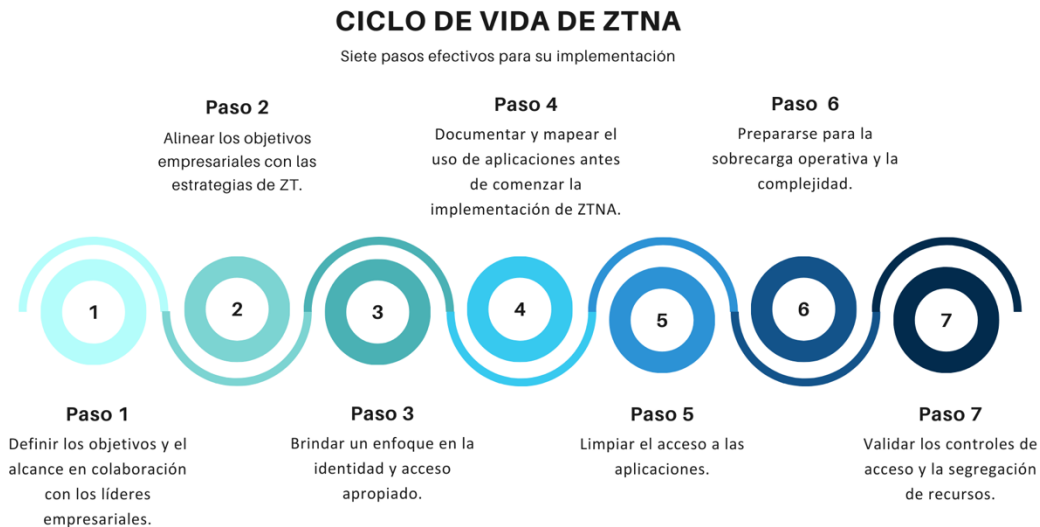 CICLO DE VIDA DE ZTNA
Siete pasos efectivos para su implementación
Paso 2
Alinear los objetivos
empresariales con las
estrategias de ZT.
Paso 4
Documentar y mapear el
uso de aplicaciones antes
de comenzar la
implementación de ZTNA.
Paso 6
Prepararse para la
sobrecarga operativa y la
complejidad.
1
2
3
4
5
6
7
Paso 1
Definir los objetivos y el
alcance en colaboración
con los líderes
empresariales.
Paso 3
Brindar un enfoque en la
identidad y acceso
apropiado.
Paso 5
Limpiar el acceso a las
aplicaciones.
Paso 7
Validar los controles de
acceso y la segregación
de recursos.